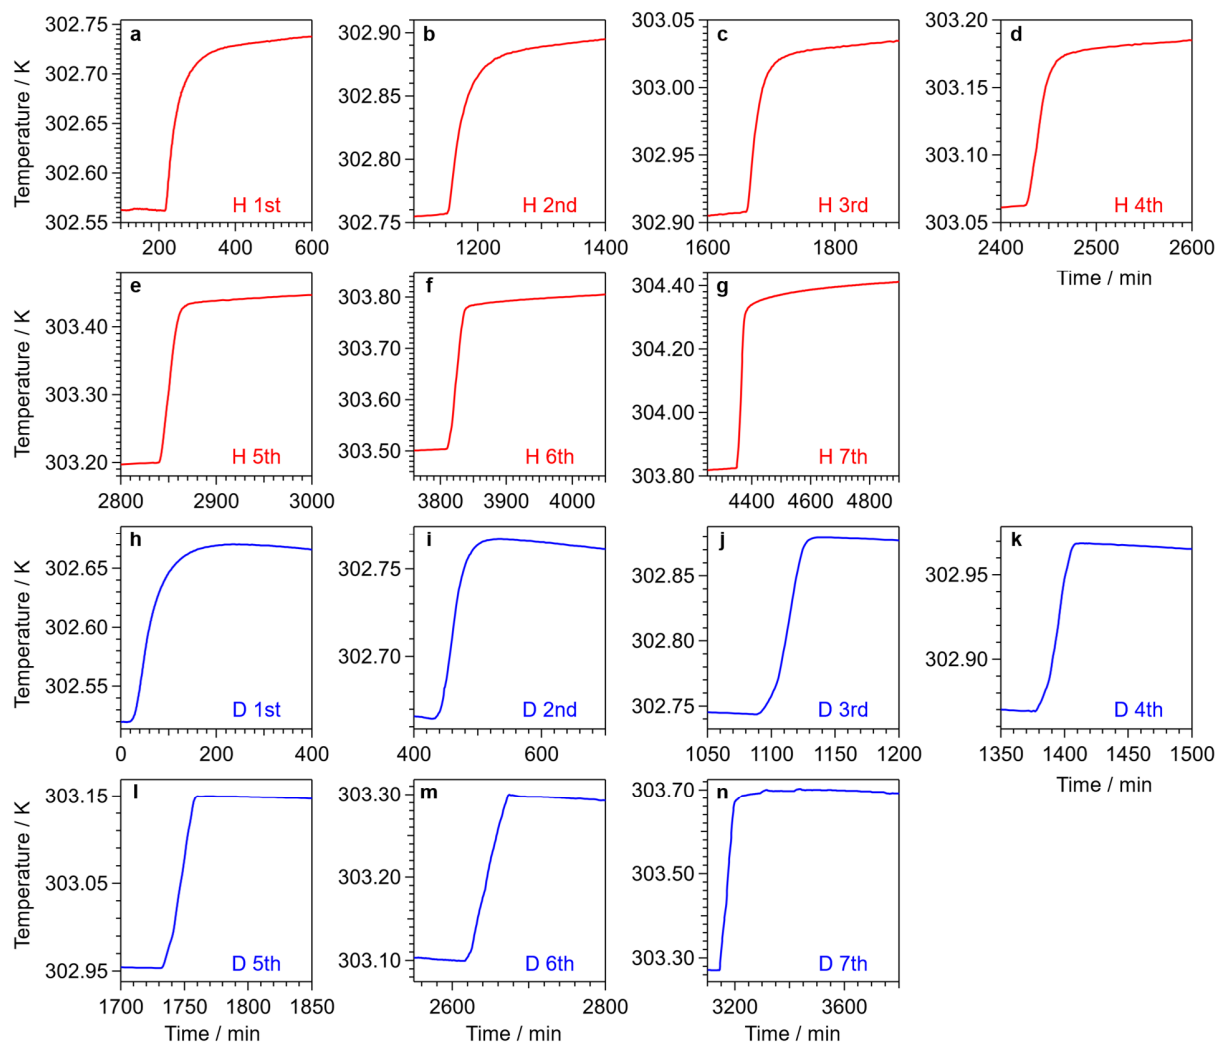 a
302.75
302.70
302.65
302.60
302.55
200 400 600
H 1st
b
302.90
302.85
302.80
302.75
1200 1400
H 2nd
c
303.05
303.00
302.95
302.90
1600 1800
H 3rd
d
303.20
303.15
303.10
303.05
2400 2500 2600
H 4th
Temperature / K
Time / min
e
303.40
303.30
303.20
2800 2900 3000
H 5th
f
303.80
303.70
303.60
303.50
3800 3900 4000
H 6th
g
304.40
304.20
304.00
303.80
4400 4600 4800
H 7th
Temperature / K
h
302.65
302.60
302.55
0 200 400
D 1st
i
302.75
302.70
400 600
D 2nd
j
302.85
302.80
302.75
1050 1100 1150 1200
D 3rd
k
302.95
302.90
1350 1400 1450 1500
D 4th
Temperature / K
Time / min
l
303.15
303.05
302.95
1700 1750 1800 1850
D 5th
m
303.30
303.20
303.10
2600 2800
D 6th
n
303.70
303.50
303.30
3200 3600
D 7th
Temperature / K
Time / min
Time / min
Time / min